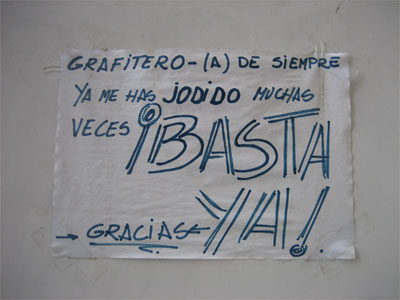 GRAFITERO-(A) DE SIEMPRE
YA ME HAS JODIDO MUCHAS
VECES ¡BASTA
YA!
→ GRACIAS ←